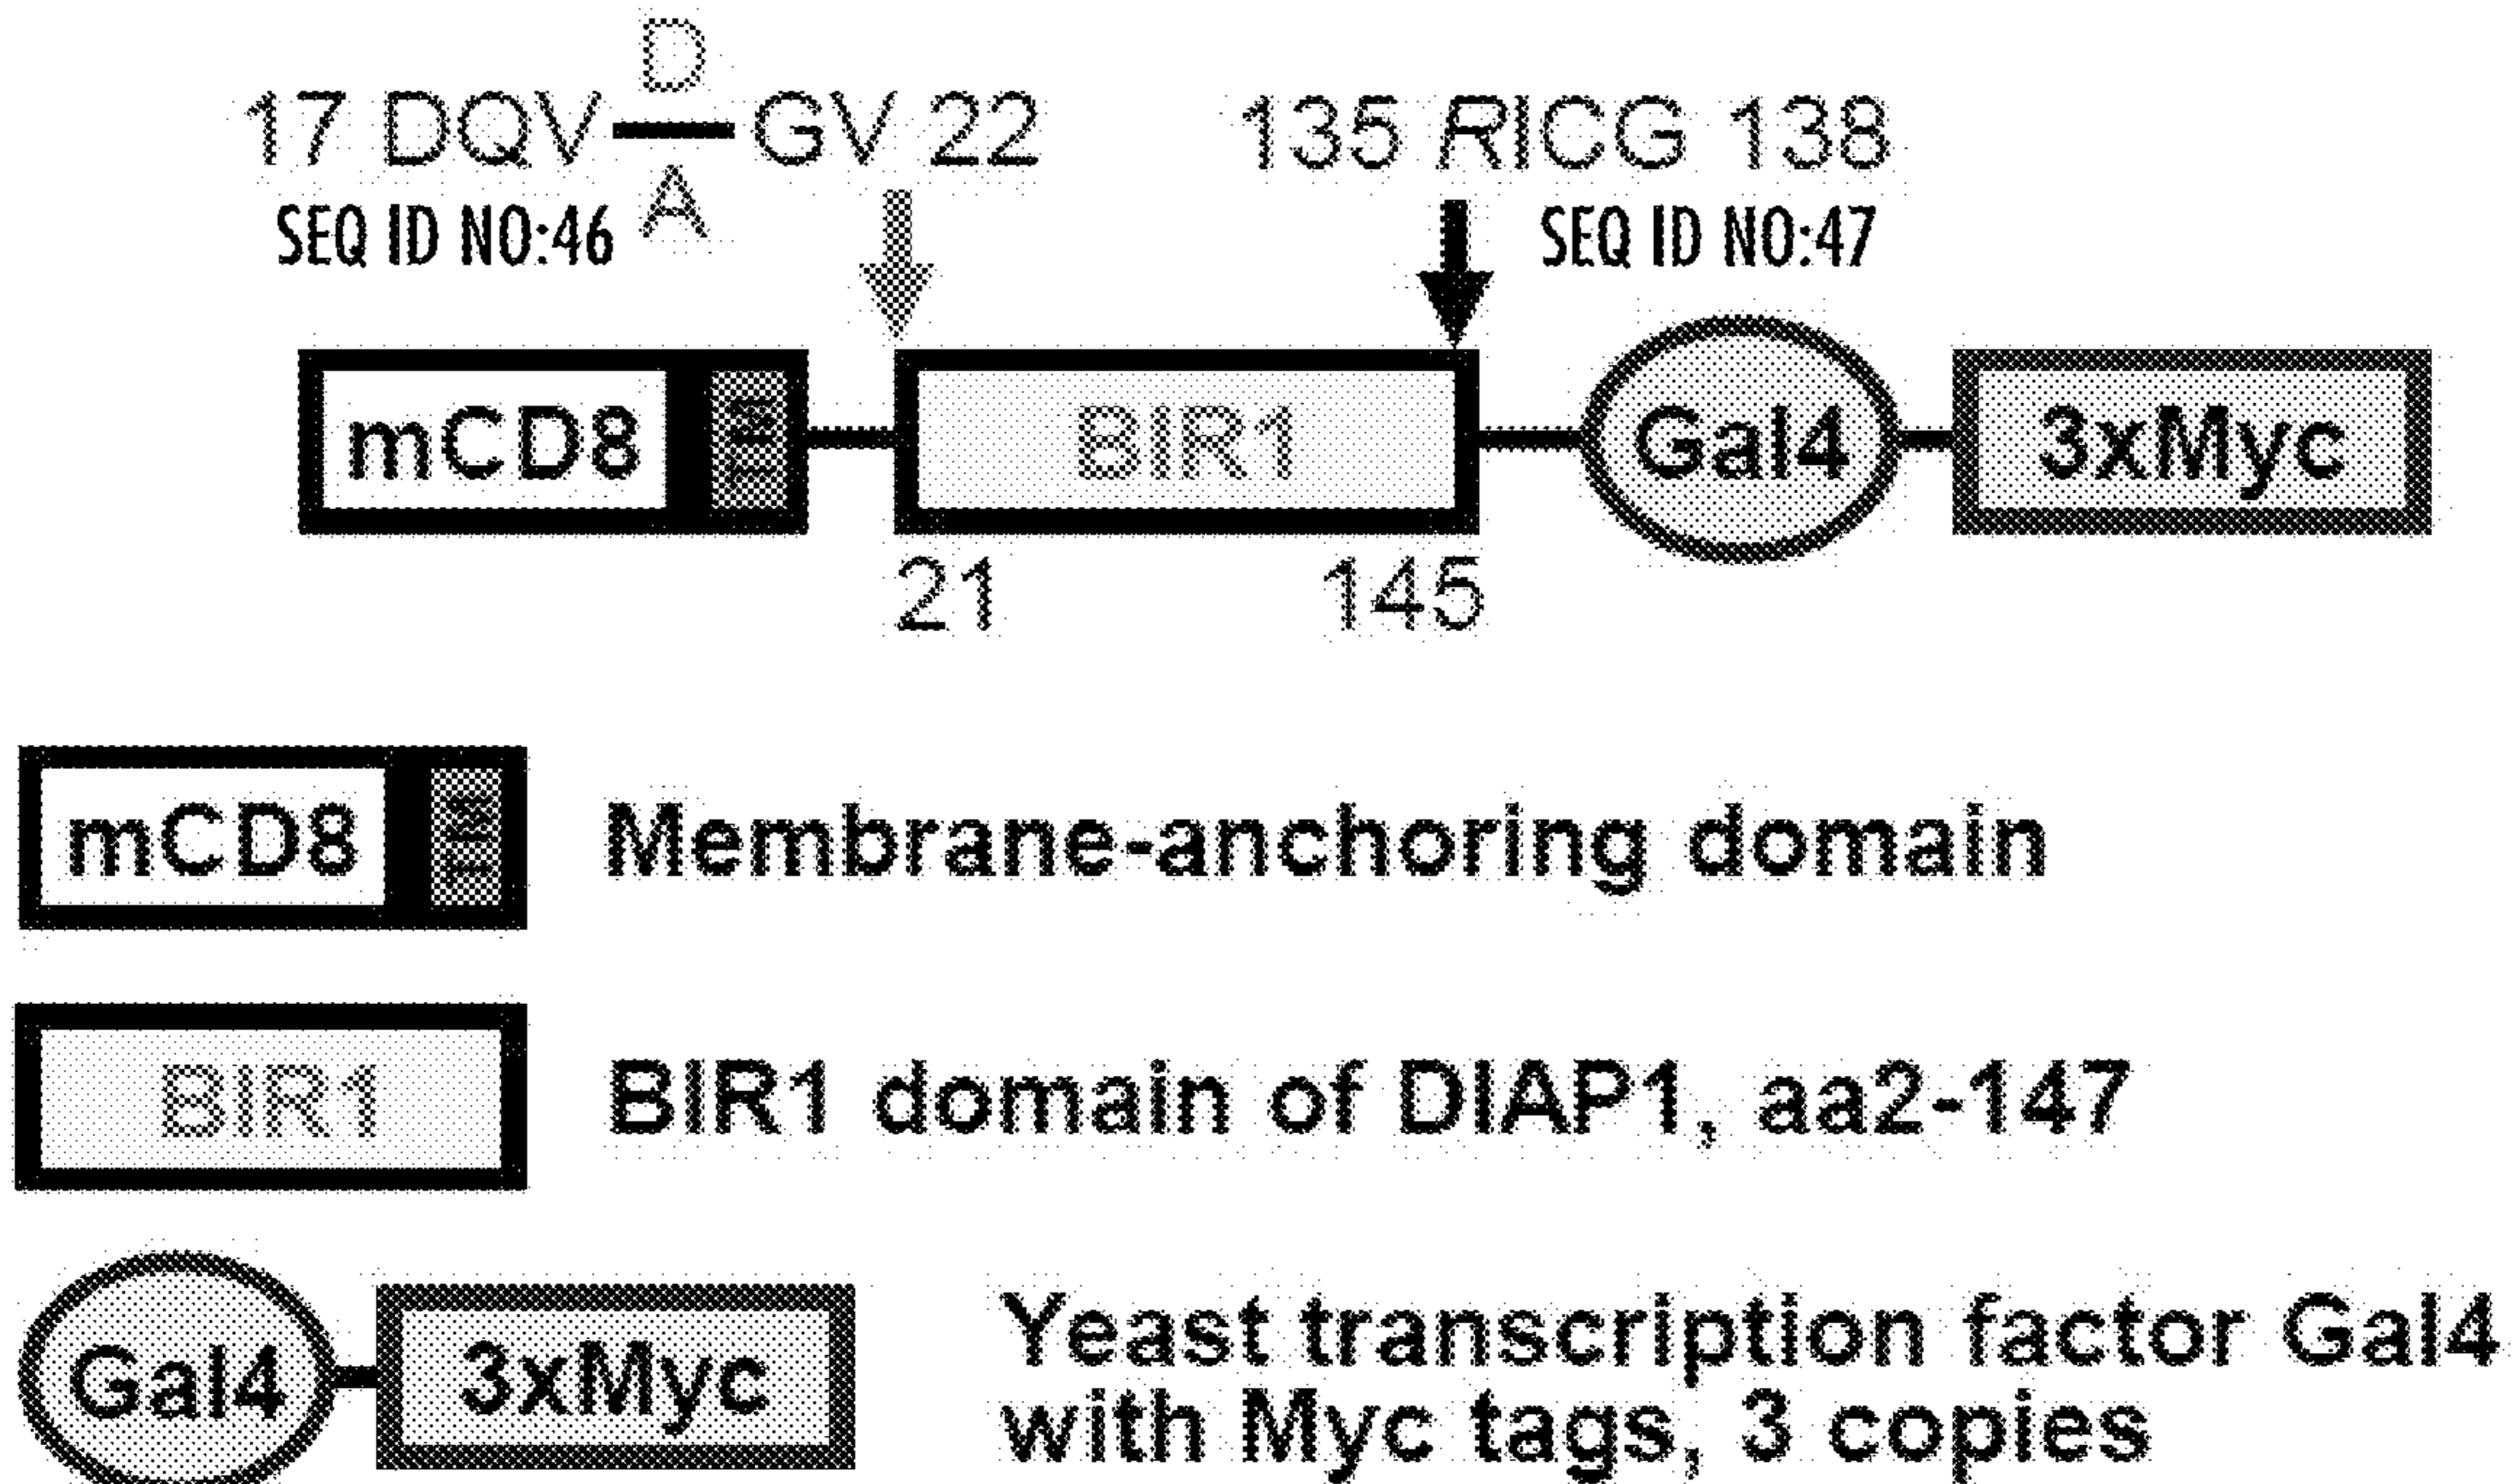 D
17 DQV GV 22 135 RICG 138
A
SEQ ID NO:46 SEQ ID NO:47
mCD8 TM BIR1 Gal4 3xMyc
21 145
mCD8 TM Membrane-anchoring domain
BIR1 BIR1 domain of DIAP1, aa2-147
Gal4 3xMyc Yeast transcription factor Gal4
with Myc tags, 3 copies